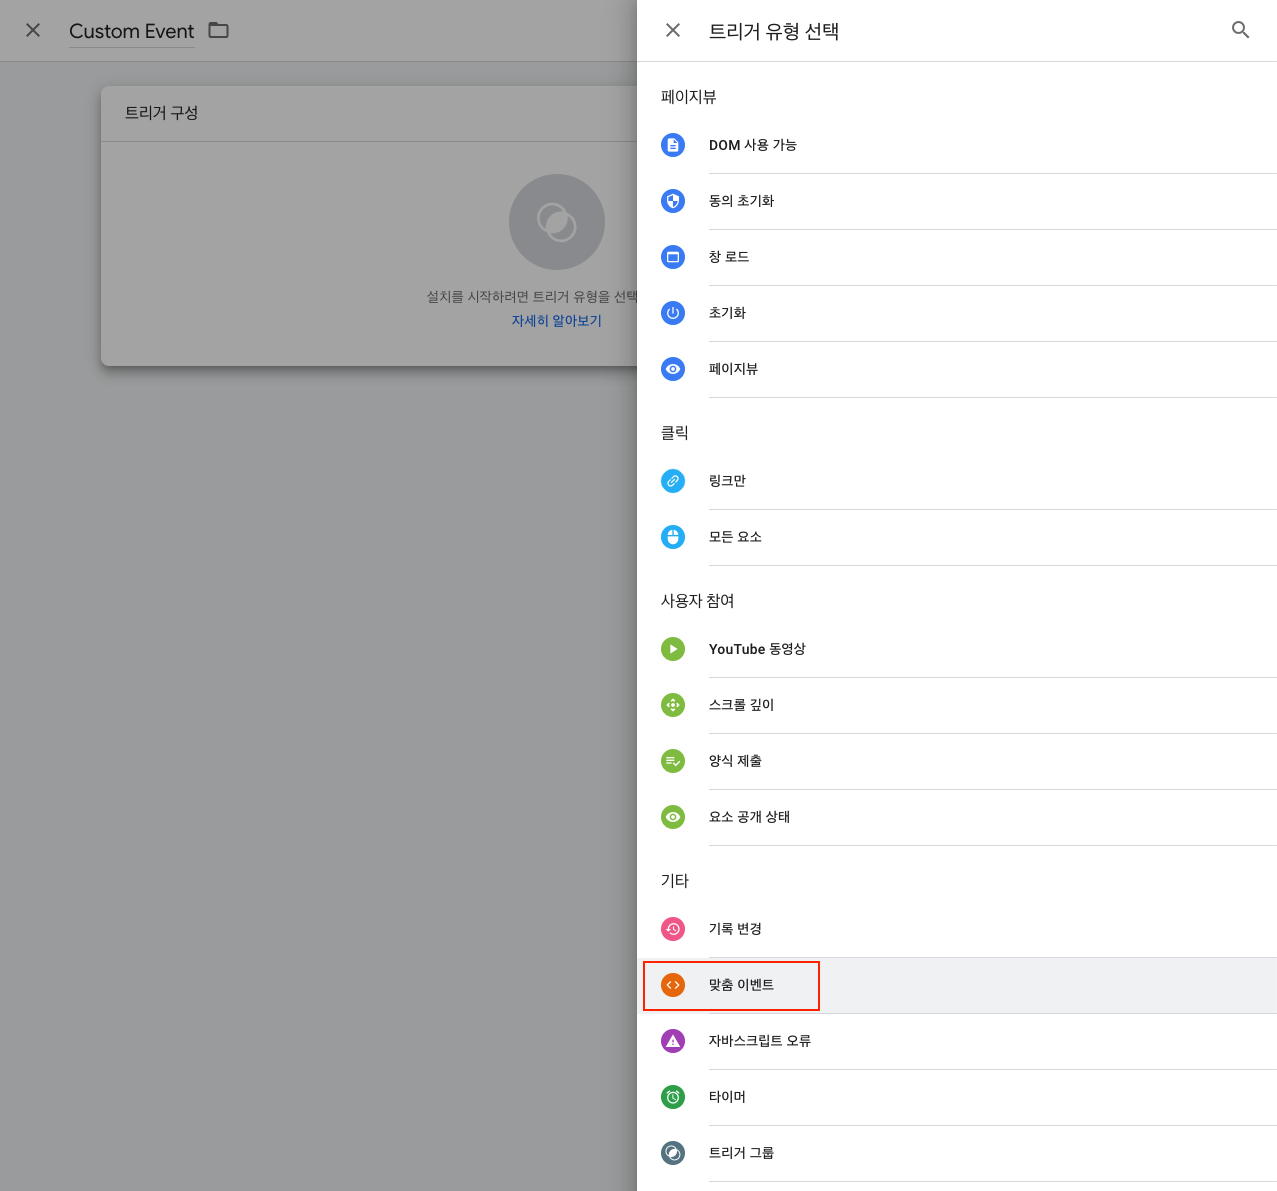 Custom Event
트리거 구성
설치를 시작하려면 트리거 유형을 선택
자세히 알아보기
트리거 유형 선택
페이지뷰
DOM 사용 가능
동의 초기화
창 로드
초기화
페이지뷰
클릭
링크만
모든 요소
사용자 참여
YouTube 동영상
스크롤 깊이
양식 제출
요소 공개 상태
기타
기록 변경
맞춤 이벤트
자바스크립트 오류
타이머
트리거 그룹